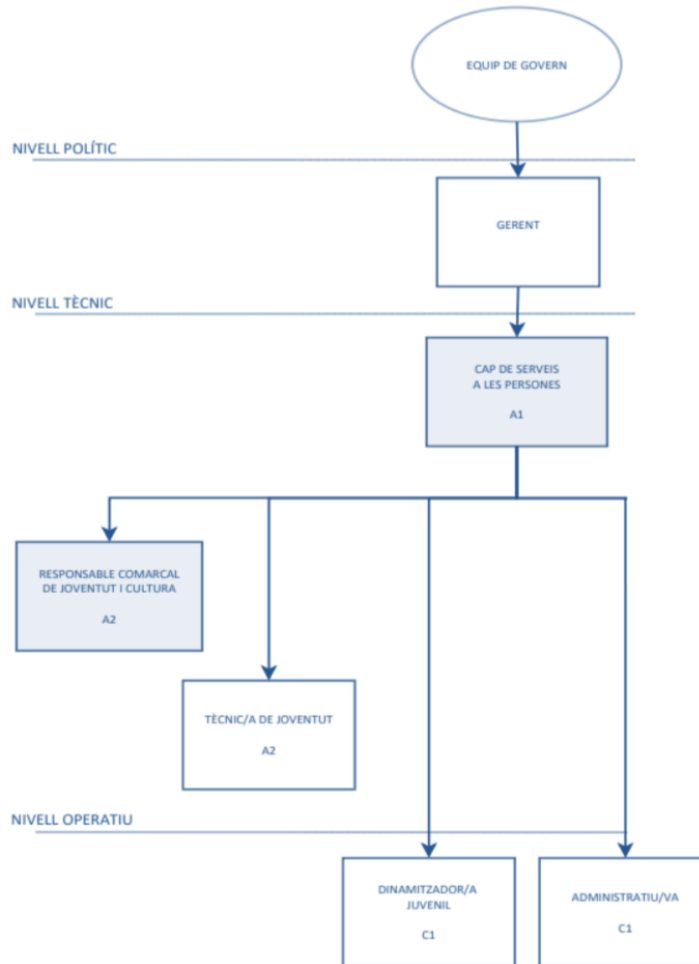 EQUIP DE GOVERN
NIVELL POLÍTIC
GERENT
NIVELL TÈCNIC
CAP DE SERVEIS
A LES PERSONES
A1
RESPONSABLE COMARCAL
DE JOVENTUT I CULTURA
A2
TÈCNIC/A DE JOVENTUT
A2
NIVELL OPERATIU
DINAMITZADOR/A
JUVENIL
C1
ADMINISTRATIU/VA
C1